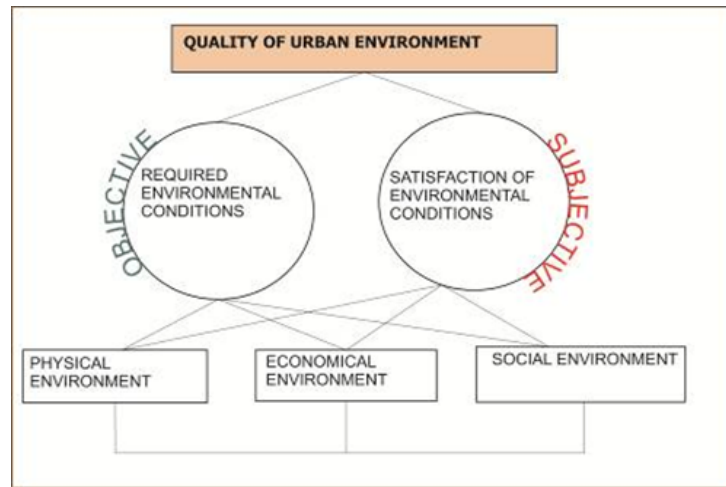 QUALITY OF URBAN ENVIRONMENT
OBJECTIVE
REQUIRED
ENVIRONMENTAL
CONDITIONS
SATISFACTION OF
ENVIRONMENTAL
CONDITIONS
SUBJECTIVE
PHYSICAL
ENVIRONMENT
ECONOMICAL
ENVIRONMENT
SOCIAL ENVIRONMENT